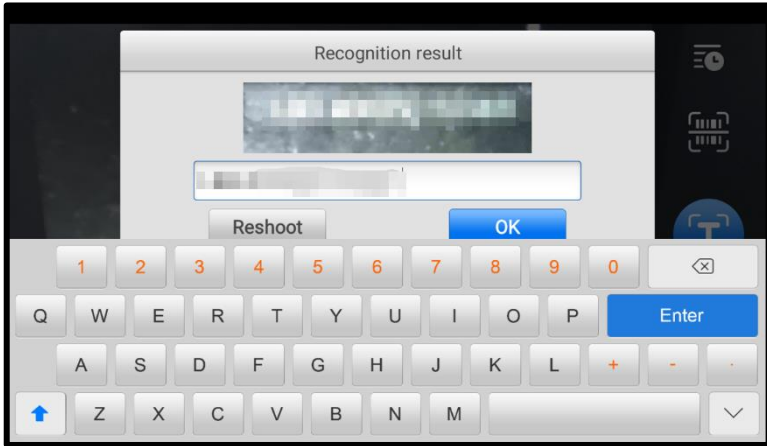 Recognition result
Reshoot OK
1 2 3 4 5 6 7 8 9 0
Q W E R T Y U I O P Enter
A S D F G H J K L + - .
Z X C V B N M